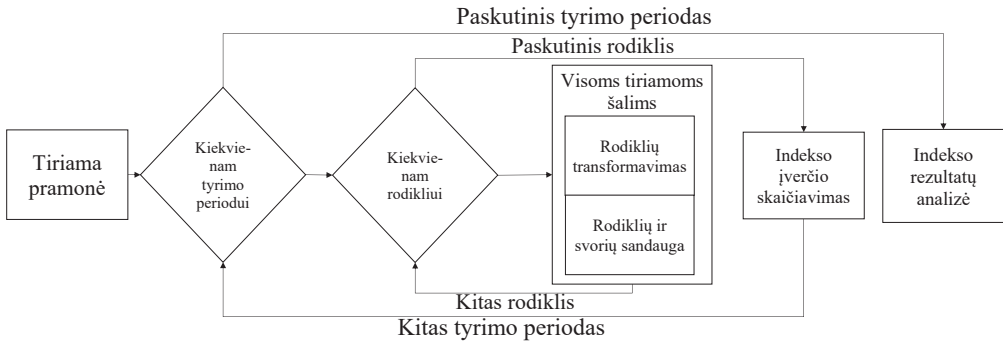 Paskutinis tyrimo periodas
Paskutinis rodiklis
Visoms tiriamoms
šalims
Tiriama
pramonė
Kiekvie-
nam
tyrimo
periodui
Kiekvie-
nam
rodikliui
Rodiklių
transformavimas
Rodiklių ir
svorių sandauga
Indekso
įverčio
skaičiavimas
Indekso
rezultatų
analizė
Kitas rodiklis
Kitas tyrimo periodas